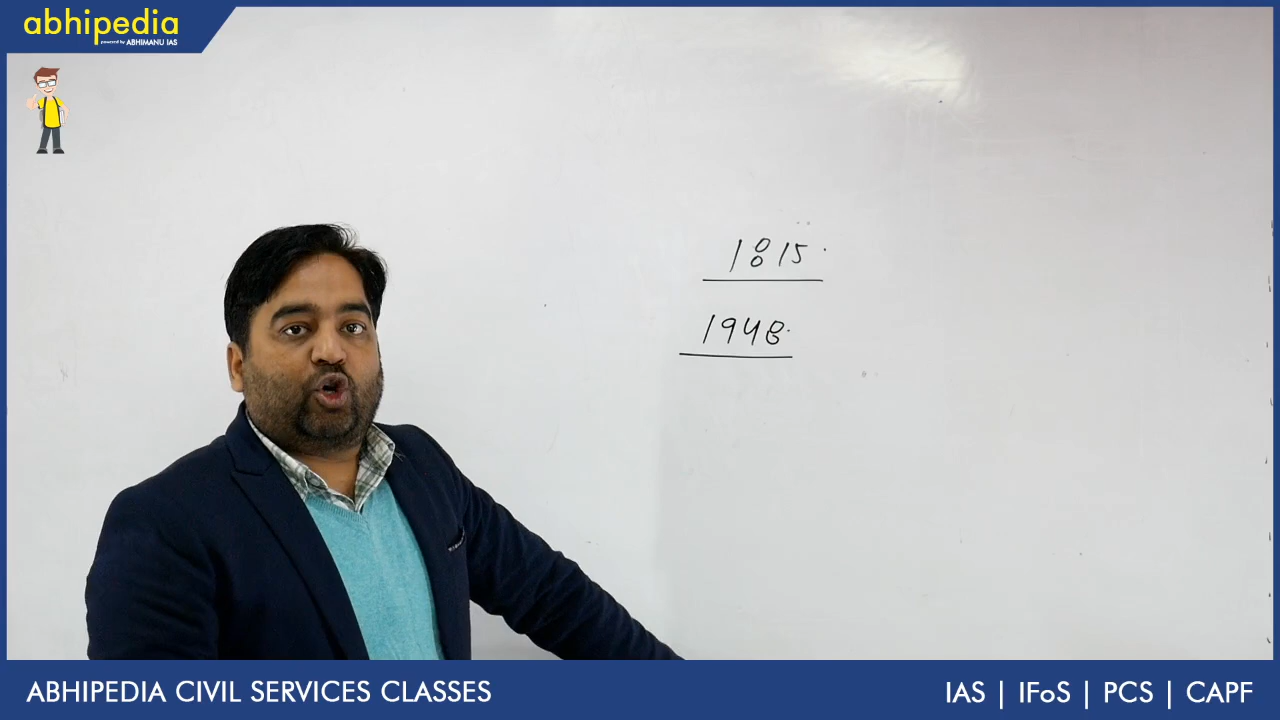 abhipedia
powered by ABHIMANU IAS
1815
1948
ABHIPEDIA CIVIL SERVICES CLASSES
IAS | IFoS | PCS | CAPF